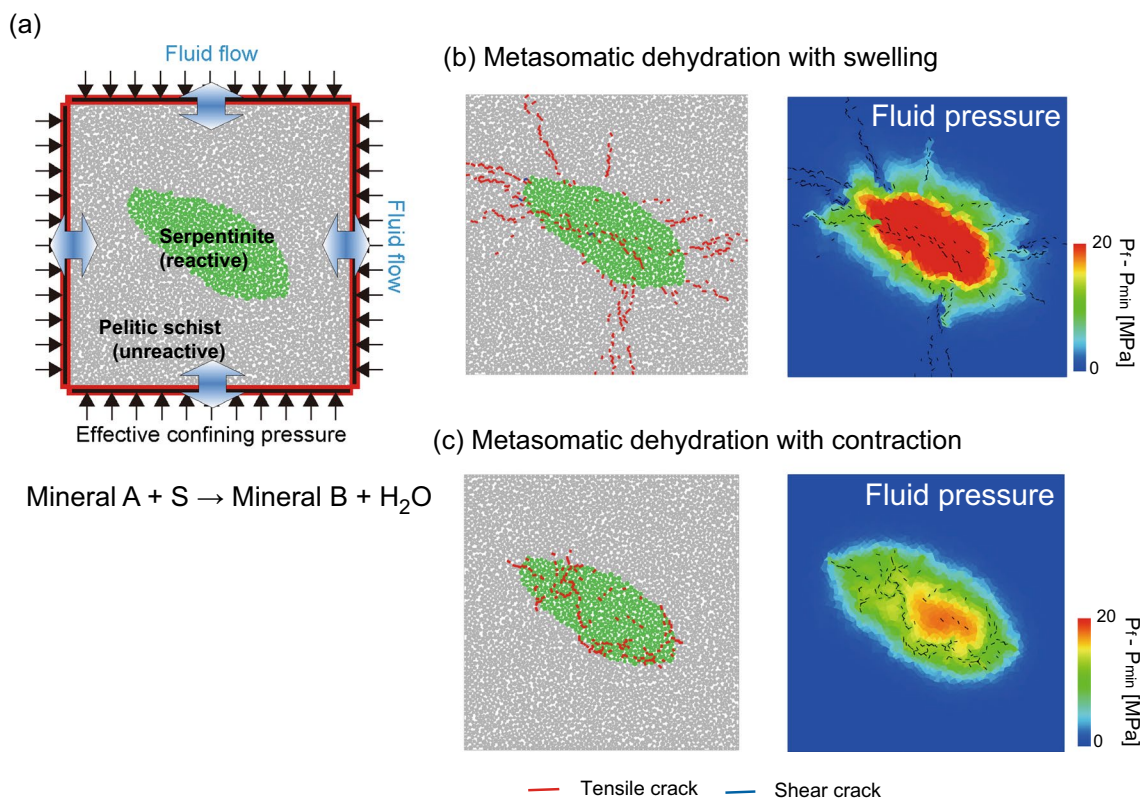 (a)
Fluid flow
Serpentinite
(reactive)
Fluid flow
Pelitic schist
(unreactive)
Effective confining pressure
Mineral A + S → Mineral B + H₂O
(b) Metasomatic dehydration with swelling
Fluid pressure
20
0
Pf - Pmin [MPa]
(c) Metasomatic dehydration with contraction
Fluid pressure
20
0
Pf - Pmin [MPa]
Tensile crack
Shear crack